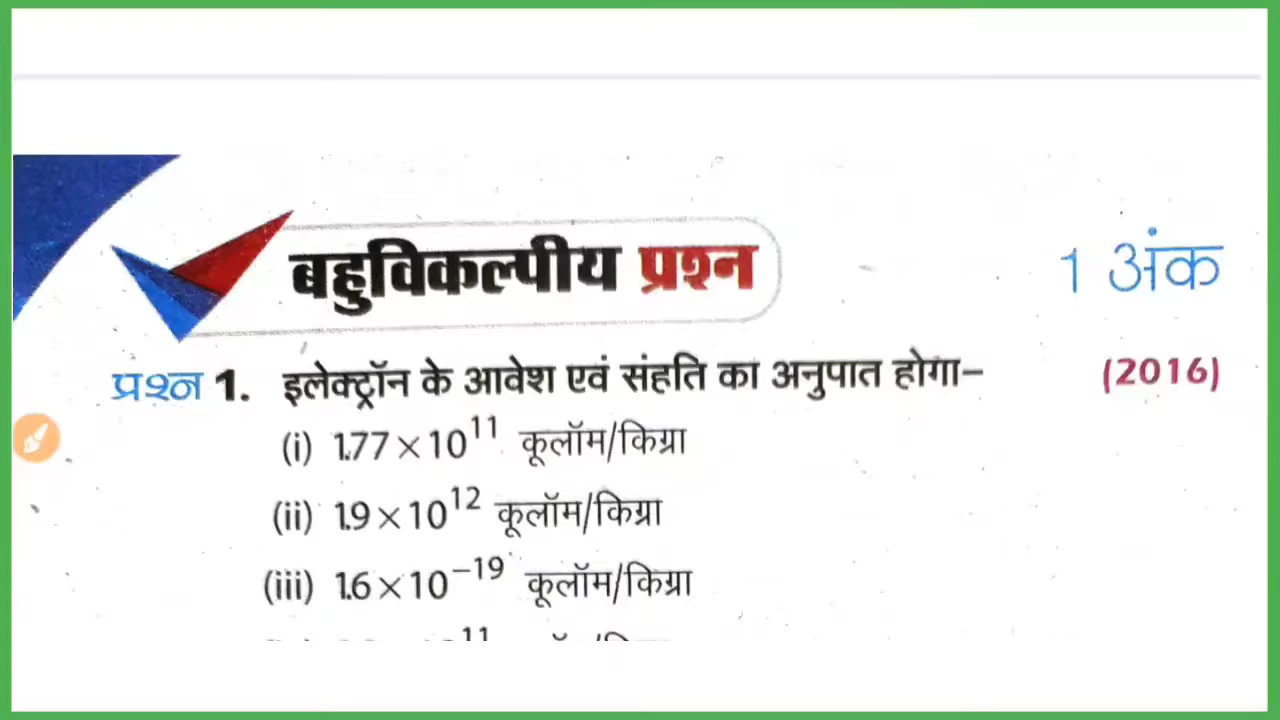 बहुविकल्पीय प्रश्न
1 अंक
प्रश्न 1. इलेक्ट्रॉन के आवेश एवं संहति का अनुपात होगा– (2016)
(i) 1.77 × 10¹¹ कूलॉम/किग्रा
(ii) 1.9 × 10¹² कूलॉम/किग्रा
(iii) 1.6 × 10⁻¹⁹ कूलॉम/किग्रा